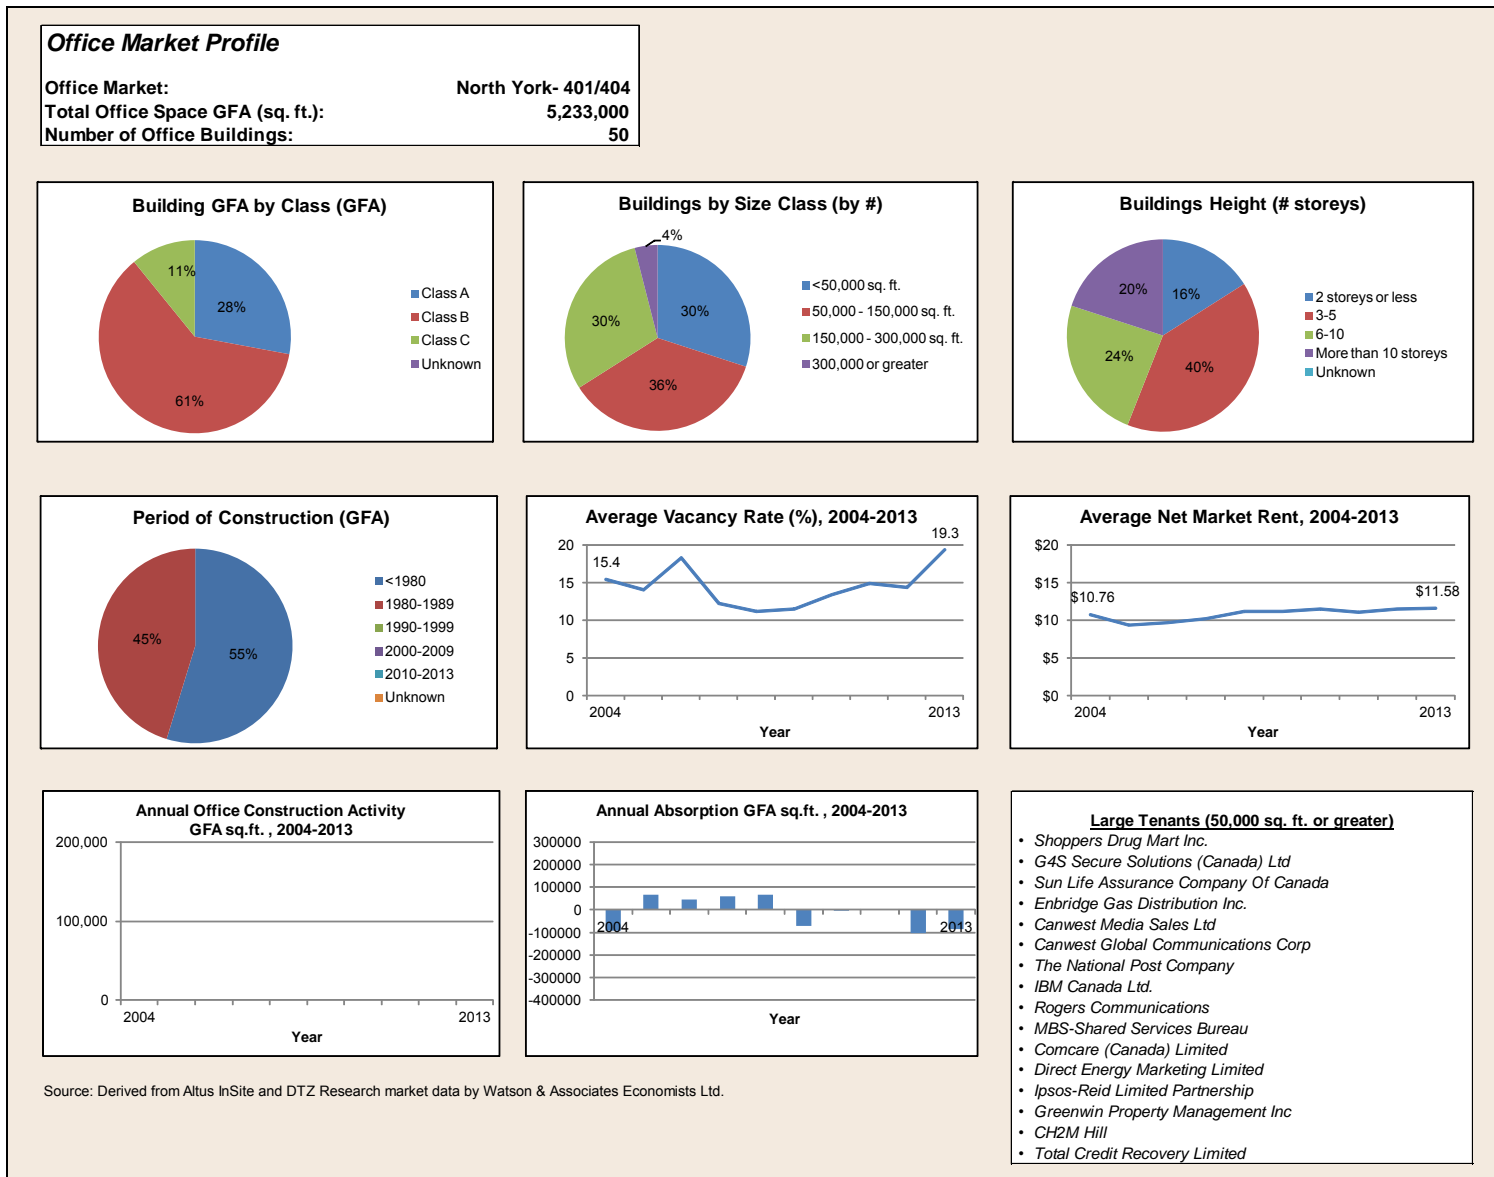 Office Market Profile
Office Market: North York- 401/404
Total Office Space GFA (sq. ft.): 5,233,000
Number of Office Buildings: 50
Building GFA by Class (GFA)
11%
28%
61%
Class A
Class B
Class C
Unknown
Buildings by Size Class (by #)
4%
30%
30%
36%
<50,000 sq. ft.
50,000 - 150,000 sq. ft.
150,000 - 300,000 sq. ft.
300,000 or greater
Buildings Height (# storeys)
20%
16%
24%
40%
2 storeys or less
3-5
6-10
More than 10 storeys
Unknown
Period of Construction (GFA)
45%
55%
<1980
1980-1989
1990-1999
2000-2009
2010-2013
Unknown
Average Vacancy Rate (%), 2004-2013
19.3
20
15.4
15
10
5
0
2004 2013
Year
Average Net Market Rent, 2004-2013
$20
$15
$10.76 $11.58
$10
$5
$0
2004 2013
Year
Annual Office Construction Activity
GFA sq.ft. , 2004-2013
200,000
100,000
0
2004 2013
Year
Annual Absorption GFA sq.ft. , 2004-2013
300000
200000
100000
0
2004 2013
-100000
-200000
-300000
-400000
Year
Large Tenants (50,000 sq. ft. or greater)
• Shoppers Drug Mart Inc.
• G4S Secure Solutions (Canada) Ltd
• Sun Life Assurance Company Of Canada
• Enbridge Gas Distribution Inc.
• Canwest Media Sales Ltd
• Canwest Global Communications Corp
• The National Post Company
• IBM Canada Ltd.
• Rogers Communications
• MBS-Shared Services Bureau
• Comcare (Canada) Limited
• Direct Energy Marketing Limited
• Ipsos-Reid Limited Partnership
• Greenwin Property Management Inc
• CH2M Hill
• Total Credit Recovery Limited
Source: Derived from Altus InSite and DTZ Research market data by Watson & Associates Economists Ltd.